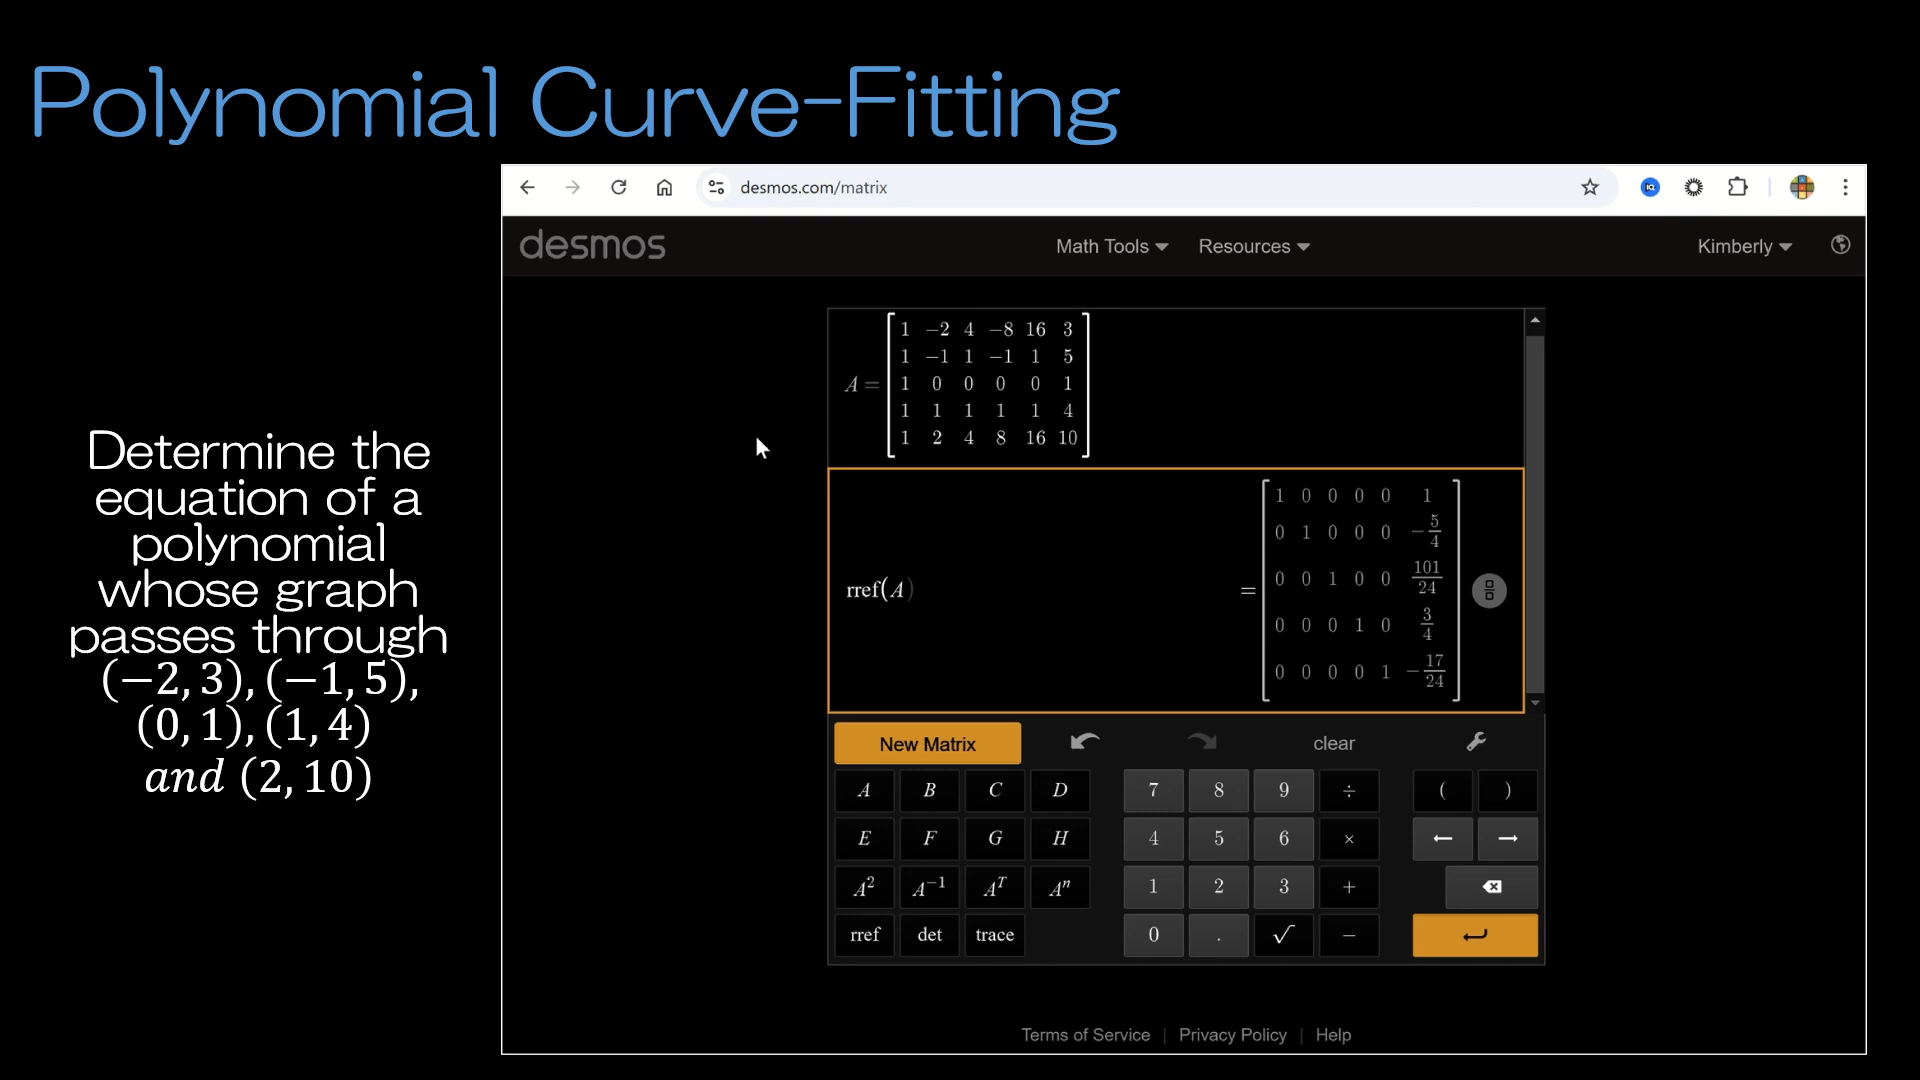 Polynomial Curve-Fitting
desmos.com/matrix
desmos
Math Tools
Resources
Kimberly
A =
1 −2 4 −8 16 3
1 −1 1 −1 1 5
1 0 0 0 0 1
1 1 1 1 1 4
1 2 4 8 16 10
Determine the
equation of a
polynomial
whose graph
passes through
(−2, 3), (−1, 5),
(0, 1), (1, 4)
and (2, 10)
rref(A)
=
1 0 0 0 0 1
0 1 0 0 0 −5/4
0 0 1 0 0 101/24
0 0 0 1 0 3/4
0 0 0 0 1 −17/24
New Matrix
clear
A B C D 7 8 9 ÷ ( )
E F G H 4 5 6 × ← →
A² A⁻¹ Aᵀ Aⁿ 1 2 3 +
rref det trace 0 . √ −
Terms of Service | Privacy Policy | Help